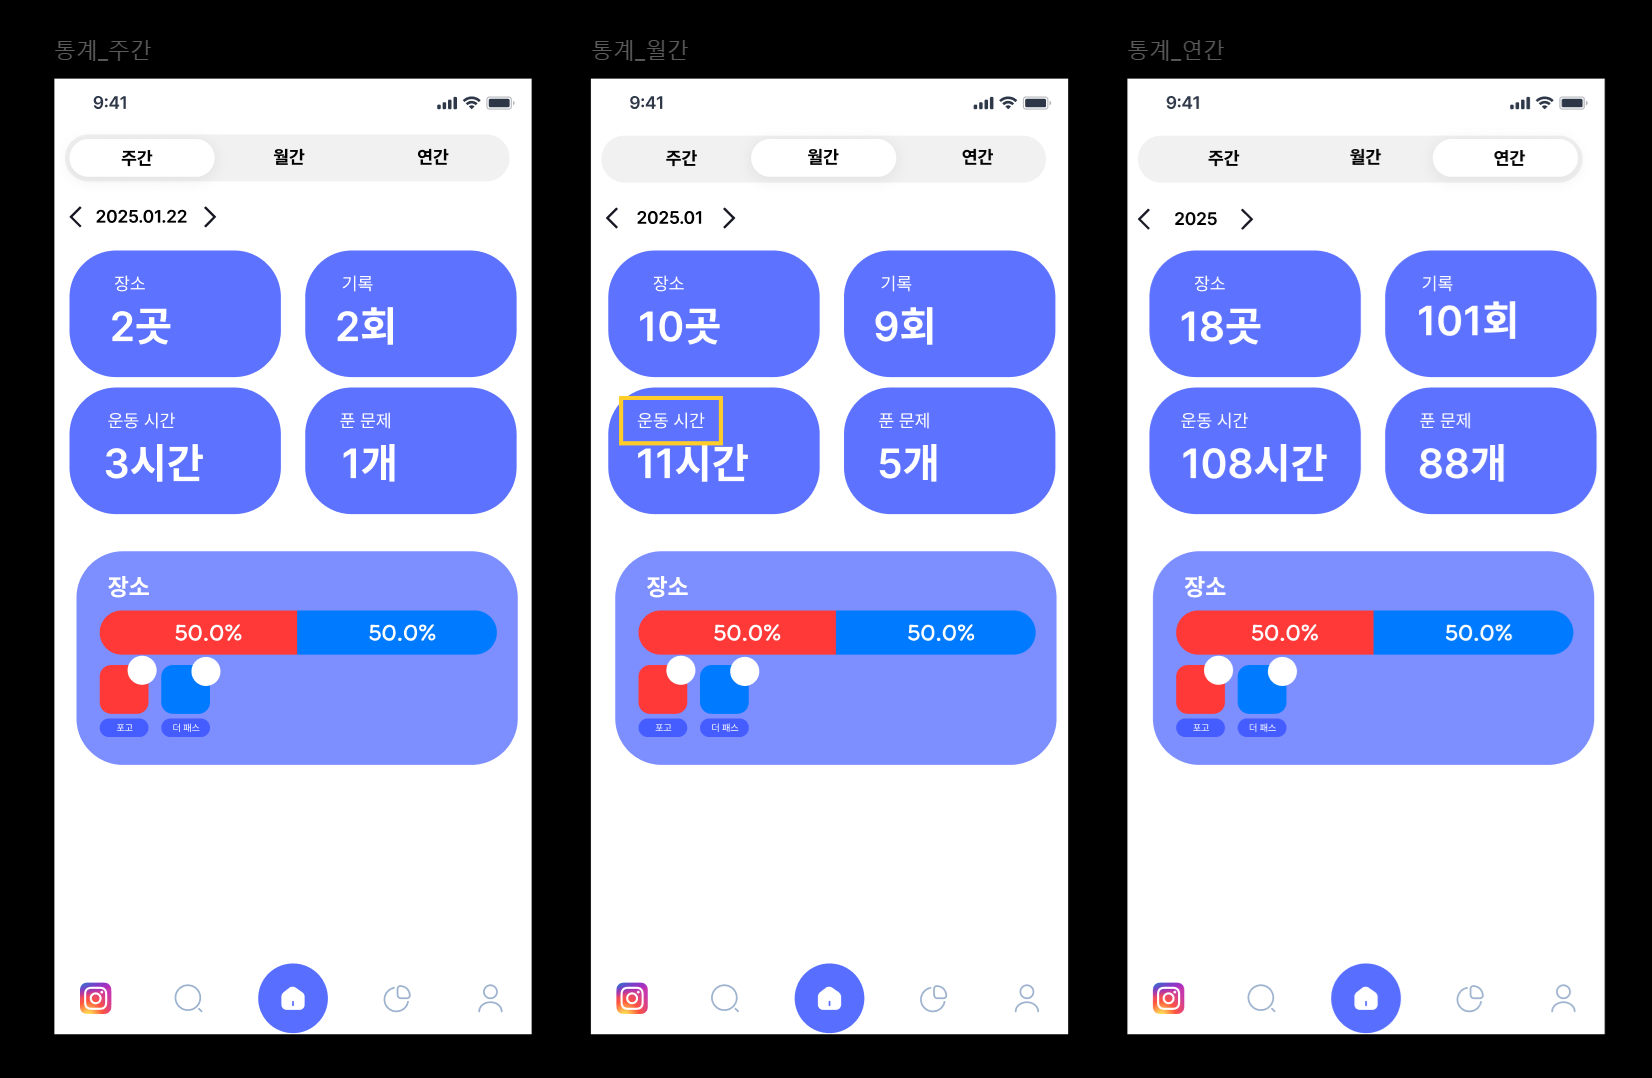 통계_주간
9:41
주간 월간 연간
2025.01.22
장소
2곳
기록
2회
운동 시간
3시간
푼 문제
1개
장소
50.0% 50.0%
포고 더 패스
통계_월간
9:41
주간 월간 연간
2025.01
장소
10곳
기록
9회
운동 시간
11시간
푼 문제
5개
장소
50.0% 50.0%
포고 더 패스
통계_연간
9:41
주간 월간 연간
2025
장소
18곳
기록
101회
운동 시간
108시간
푼 문제
88개
장소
50.0% 50.0%
포고 더 패스